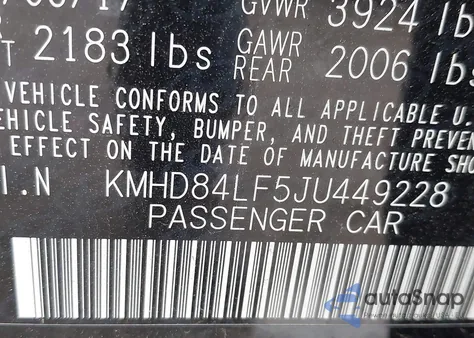 GVWR 3924 lb
T 2183 lbs GAWR
REAR 2006 lbs
VEHICLE CONFORMS TO ALL APPLICABLE U.
EHICLE SAFETY, BUMPER, AND THEFT PREVEN
EFFECT ON THE DATE OF MANUFACTURE SHO
I.N KMHD84LF5JU449228
PASSENGER CAR
autoSnap